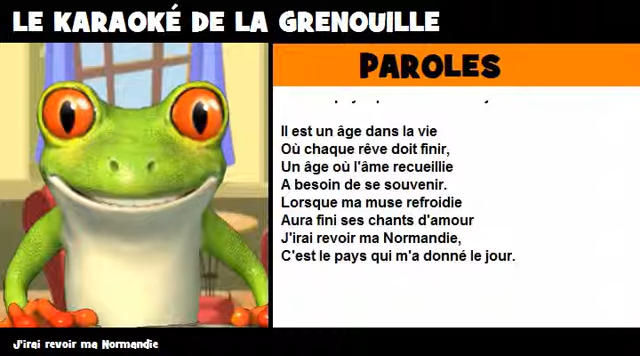 LE KARAOKÉ DE LA GRENOUILLE
PAROLES
Il est un âge dans la vie
Où chaque rêve doit finir,
Un âge où l'âme recueillie
A besoin de se souvenir.
Lorsque ma muse refroidie
Aura fini ses chants d'amour
J'irai revoir ma Normandie,
C'est le pays qui m'a donné le jour.
J'irai revoir ma Normandie